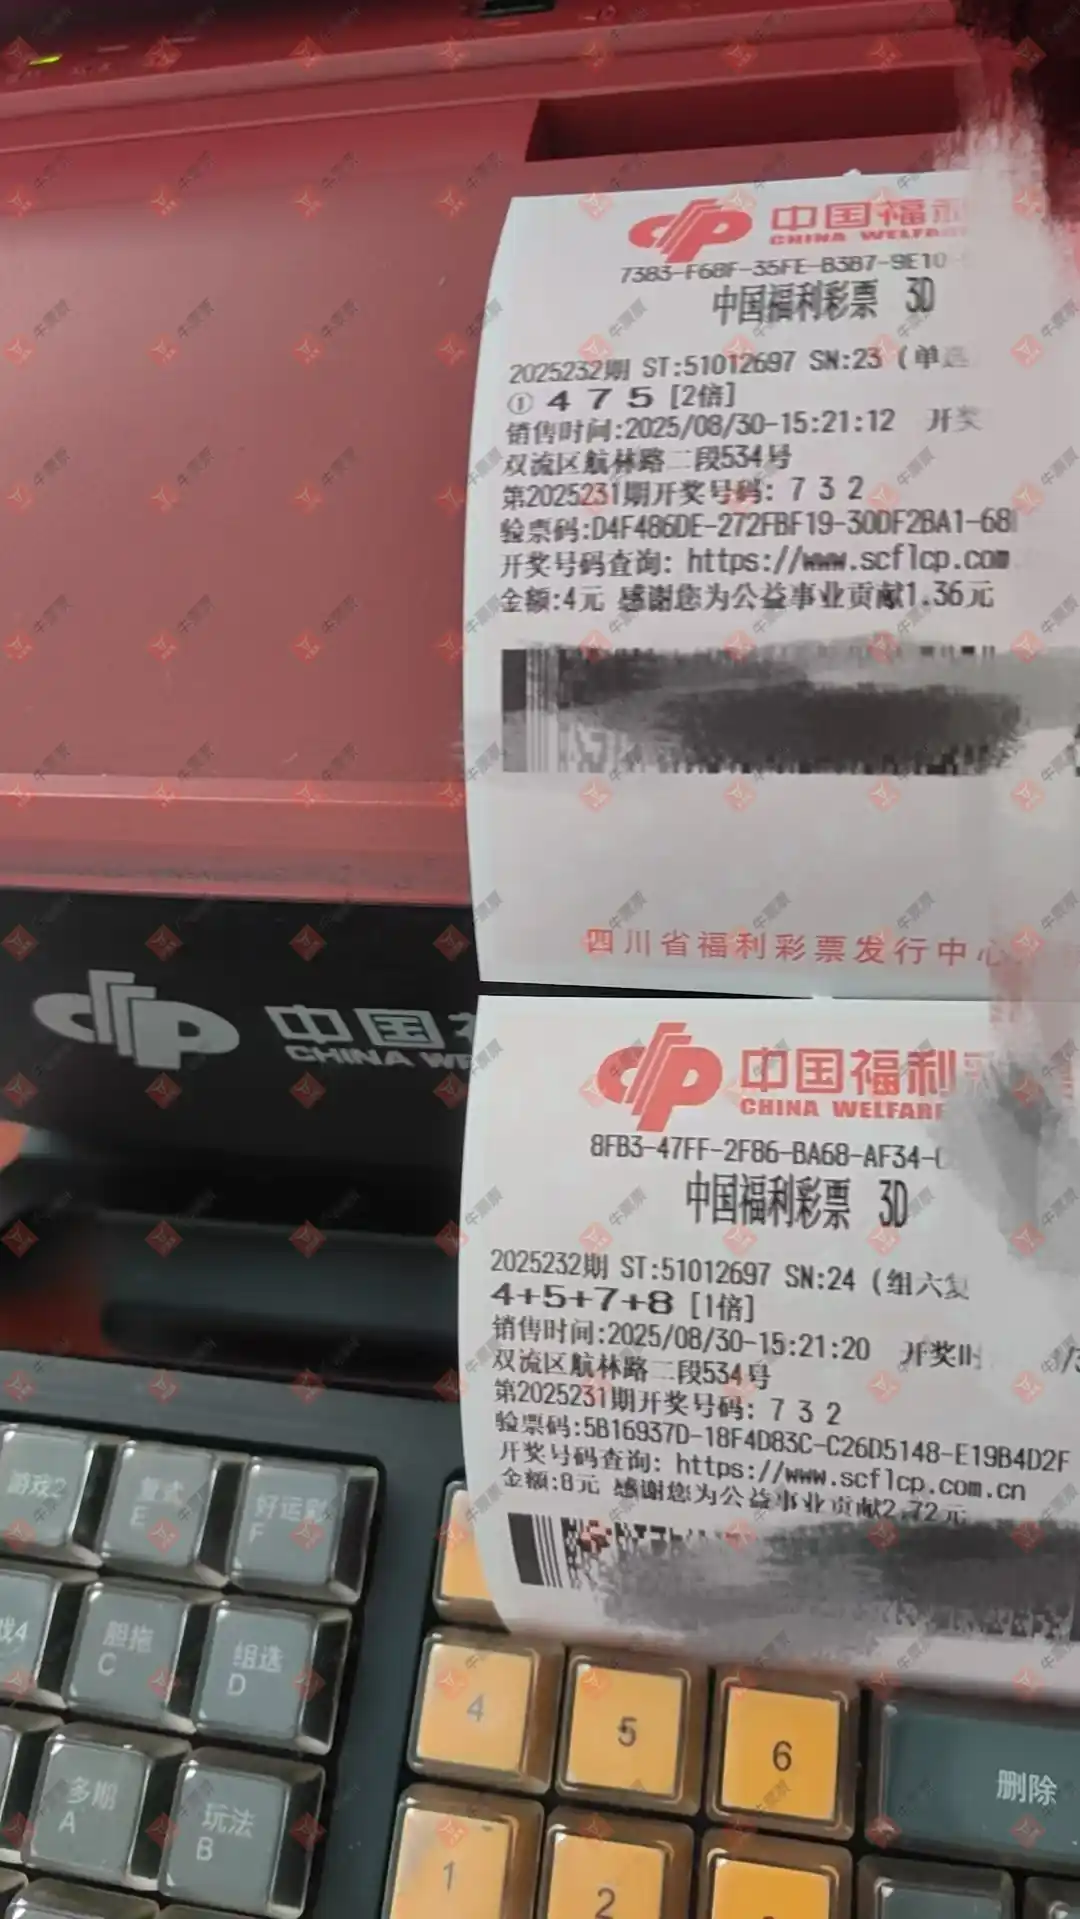 中国福利
CHINA WELFARE
7383-F68F-35FE-B3B7-9E10-
中国福利彩票 3D
2025232期 ST:51012697 SN:23 (单选
① 4 7 5 [2倍]
销售时间:2025/08/30-15:21:12 开奖
双流区航林路二段534号
第2025231期开奖号码: 7 3 2
验票码:D4F486DE-272FBF19-30DF2BA1-68
开奖号码查询: https://www.scflcp.com
金额:4元 感谢您为公益事业贡献1.36元
四川省福利彩票发行中心
中国福利彩
CHINA WELFARE
8FB3-47FF-2F86-BA68-AF34-
中国福利彩票 3D
2025232期 ST:51012697 SN:24 (组六复
4+5+7+8 [1倍]
销售时间:2025/08/30-15:21:20 开奖时
双流区航林路二段534号
第2025231期开奖号码: 7 3 2
验票码:5B16937D-18F4D83C-C26D5148-E19B4D2F
开奖号码查询: https://www.scflcp.com.cn
金额:8元 感谢您为公益事业贡献2.72元
中国
CHINA WE
游戏2
复式
E
好运彩
F
戏4
胆拖
C
组选
D
多期
A
玩法
B
4
5
6
删除
1
2
牛票票